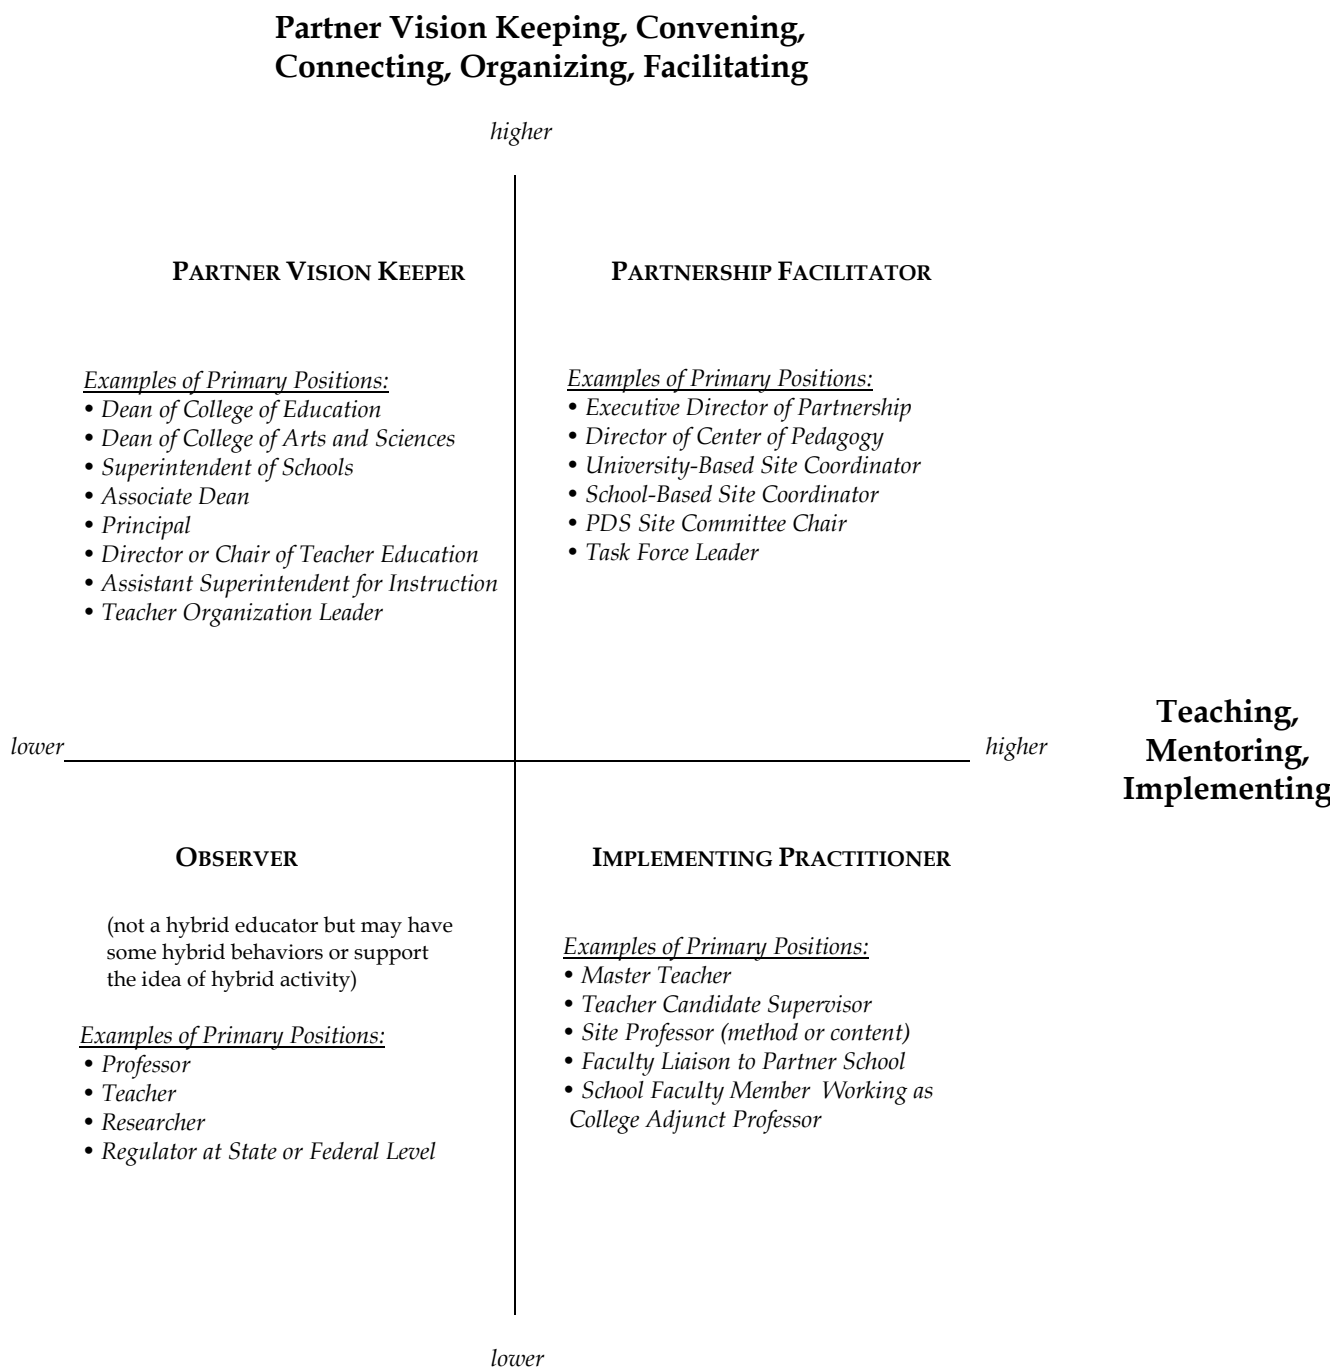 Partner Vision Keeping, Convening,
Connecting, Organizing, Facilitating
higher
PARTNER VISION KEEPER
Examples of Primary Positions:
• Dean of College of Education
• Dean of College of Arts and Sciences
• Superintendent of Schools
• Associate Dean
• Principal
• Director or Chair of Teacher Education
• Assistant Superintendent for Instruction
• Teacher Organization Leader
PARTNERSHIP FACILITATOR
Examples of Primary Positions:
• Executive Director of Partnership
• Director of Center of Pedagogy
• University-Based Site Coordinator
• School-Based Site Coordinator
• PDS Site Committee Chair
• Task Force Leader
lower
higher
Teaching,
Mentoring,
Implementing
OBSERVER
(not a hybrid educator but may have
some hybrid behaviors or support
the idea of hybrid activity)
Examples of Primary Positions:
• Professor
• Teacher
• Researcher
• Regulator at State or Federal Level
IMPLEMENTING PRACTITIONER
Examples of Primary Positions:
• Master Teacher
• Teacher Candidate Supervisor
• Site Professor (method or content)
• Faculty Liaison to Partner School
• School Faculty Member Working as
College Adjunct Professor
lower